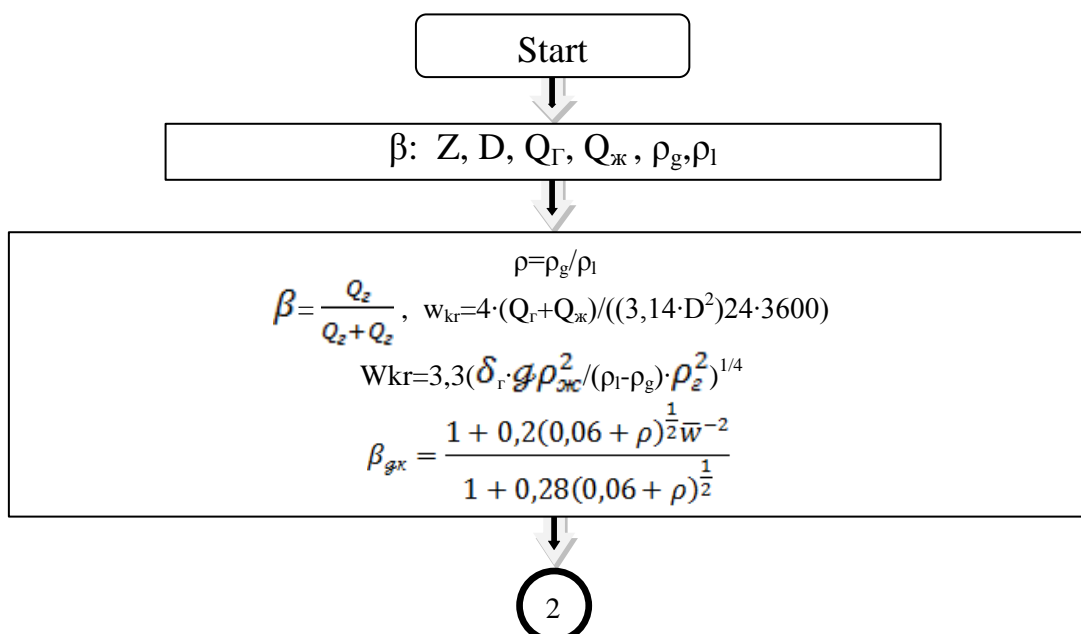 Start
β: Z, D, Q_Г, Q_ж , ρ_g,ρ_l
ρ=ρ_g/ρ_l
β = Q_г / (Q_г + Q_г) , w_kr=4·(Q_г+Q_ж)/((3,14·D²)24·3600)
Wkr=3,3(δ_г·gρ_ж²/(ρ_l-ρ_g)·ρ_г²)^1/4
β_gк = (1 + 0,2(0,06 + ρ)^½ w̅⁻²) / (1 + 0,28(0,06 + ρ)^½)
2